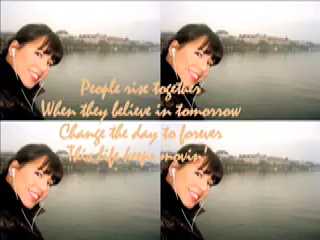 People rise together
When they believe in tomorrow
Change the day to forever
This life keeps movin'